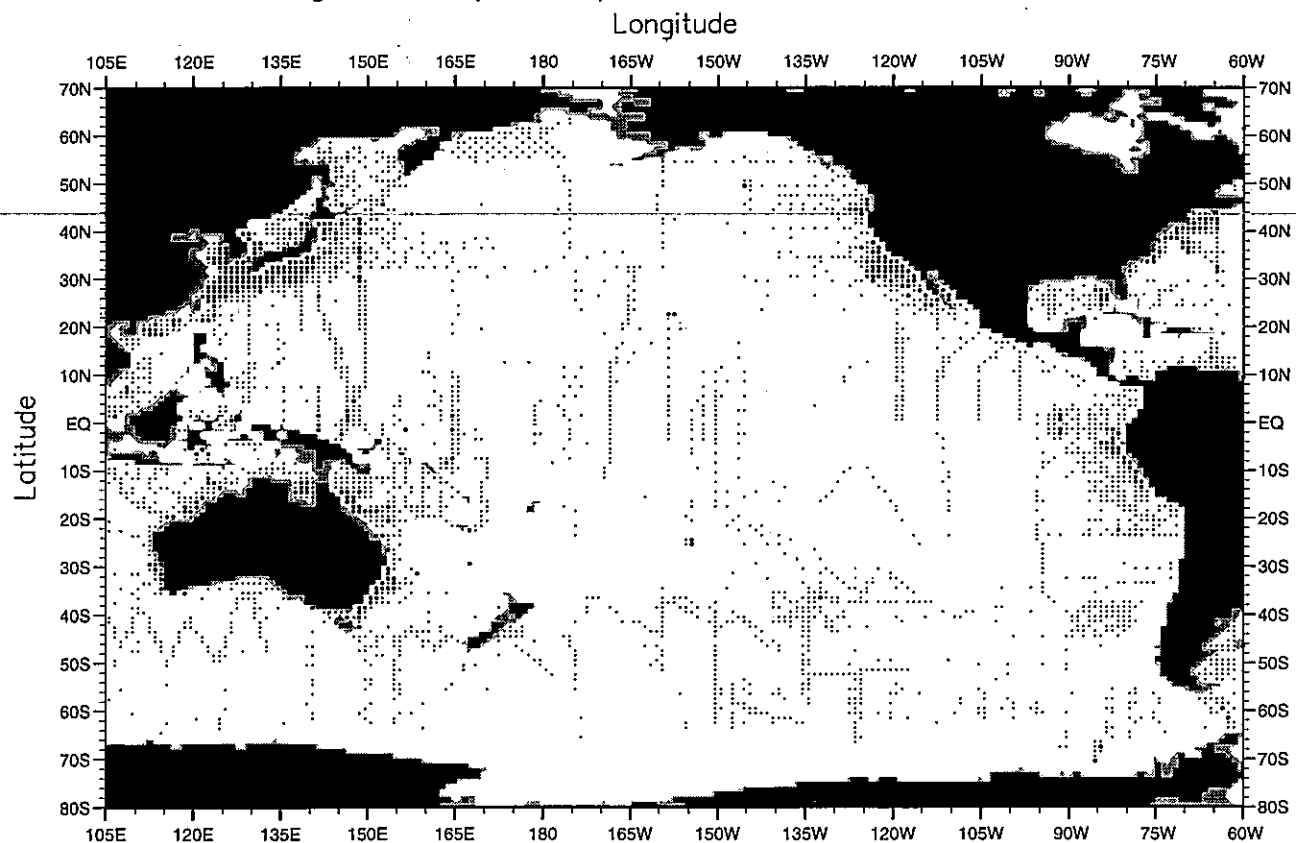 Longitude
105E 120E 135E 150E 165E 180 165W 150W 135W 120W 105W 90W 75W 60W
70N 70N
60N 60N
50N 50N
40N 40N
30N 30N
20N 20N
10N 10N
EQ EQ
Latitude
10S 10S
20S 20S
30S 30S
40S 40S
50S 50S
60S 60S
70S 70S
80S 80S
105E 120E 135E 150E 165E 180 165W 150W 135W 120W 105W 90W 75W 60W